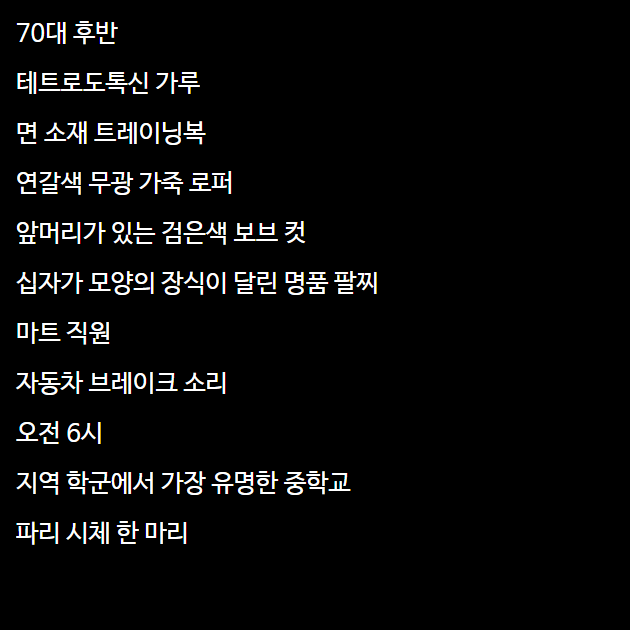 70대 후반
테트로도톡신 가루
면 소재 트레이닝복
연갈색 무광 가죽 로퍼
앞머리가 있는 검은색 보브 컷
십자가 모양의 장식이 달린 명품 팔찌
마트 직원
자동차 브레이크 소리
오전 6시
지역 학군에서 가장 유명한 중학교
파리 시체 한 마리